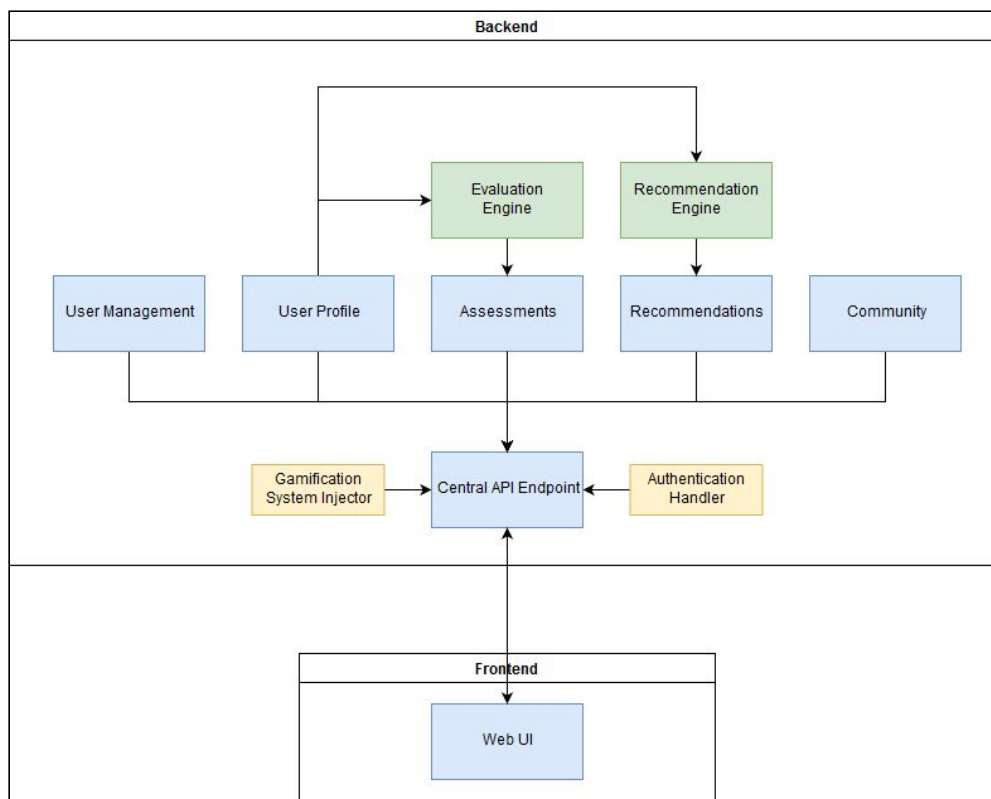 Backend
Evaluation
Engine
Recommendation
Engine
User Management
User Profile
Assessments
Recommendations
Community
Gamification
System Injector
Central API Endpoint
Authentication
Handler
Frontend
Web UI